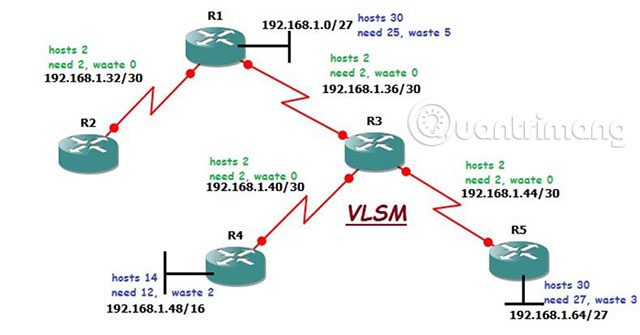 R1
192.168.1.0/27
hosts 30
need 25, waste 5
hosts 2
need 2, waate 0
192.168.1.32/30
hosts 2
need 2, waate 0
192.168.1.36/30
R2
R3
Quantrimang
hosts 2
need 2, waate 0
192.168.1.40/30
hosts 2
need 2, waate 0
192.168.1.44/30
VLSM
R4
R5
hosts 14
need 12, waste 2
192.168.1.48/16
hosts 30
need 27, waste 3
192.168.1.64/27